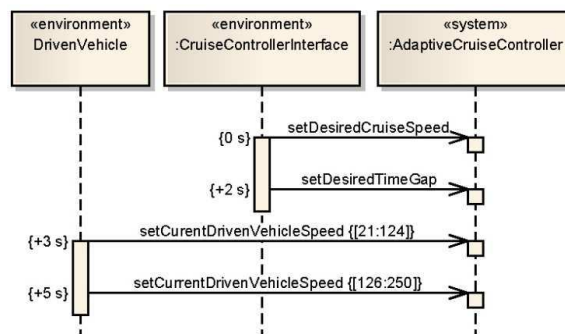 «environment»
DrivenVehicle
«environment»
:CruiseControllerInterface
«system»
:AdaptiveCruiseController
{0 s}
setDesiredCruiseSpeed
{+2 s}
setDesiredTimeGap
{+3 s}
setCurentDrivenVehicleSpeed {[21:124]}
{+5 s}
setCurrentDrivenVehicleSpeed {[126:250]}